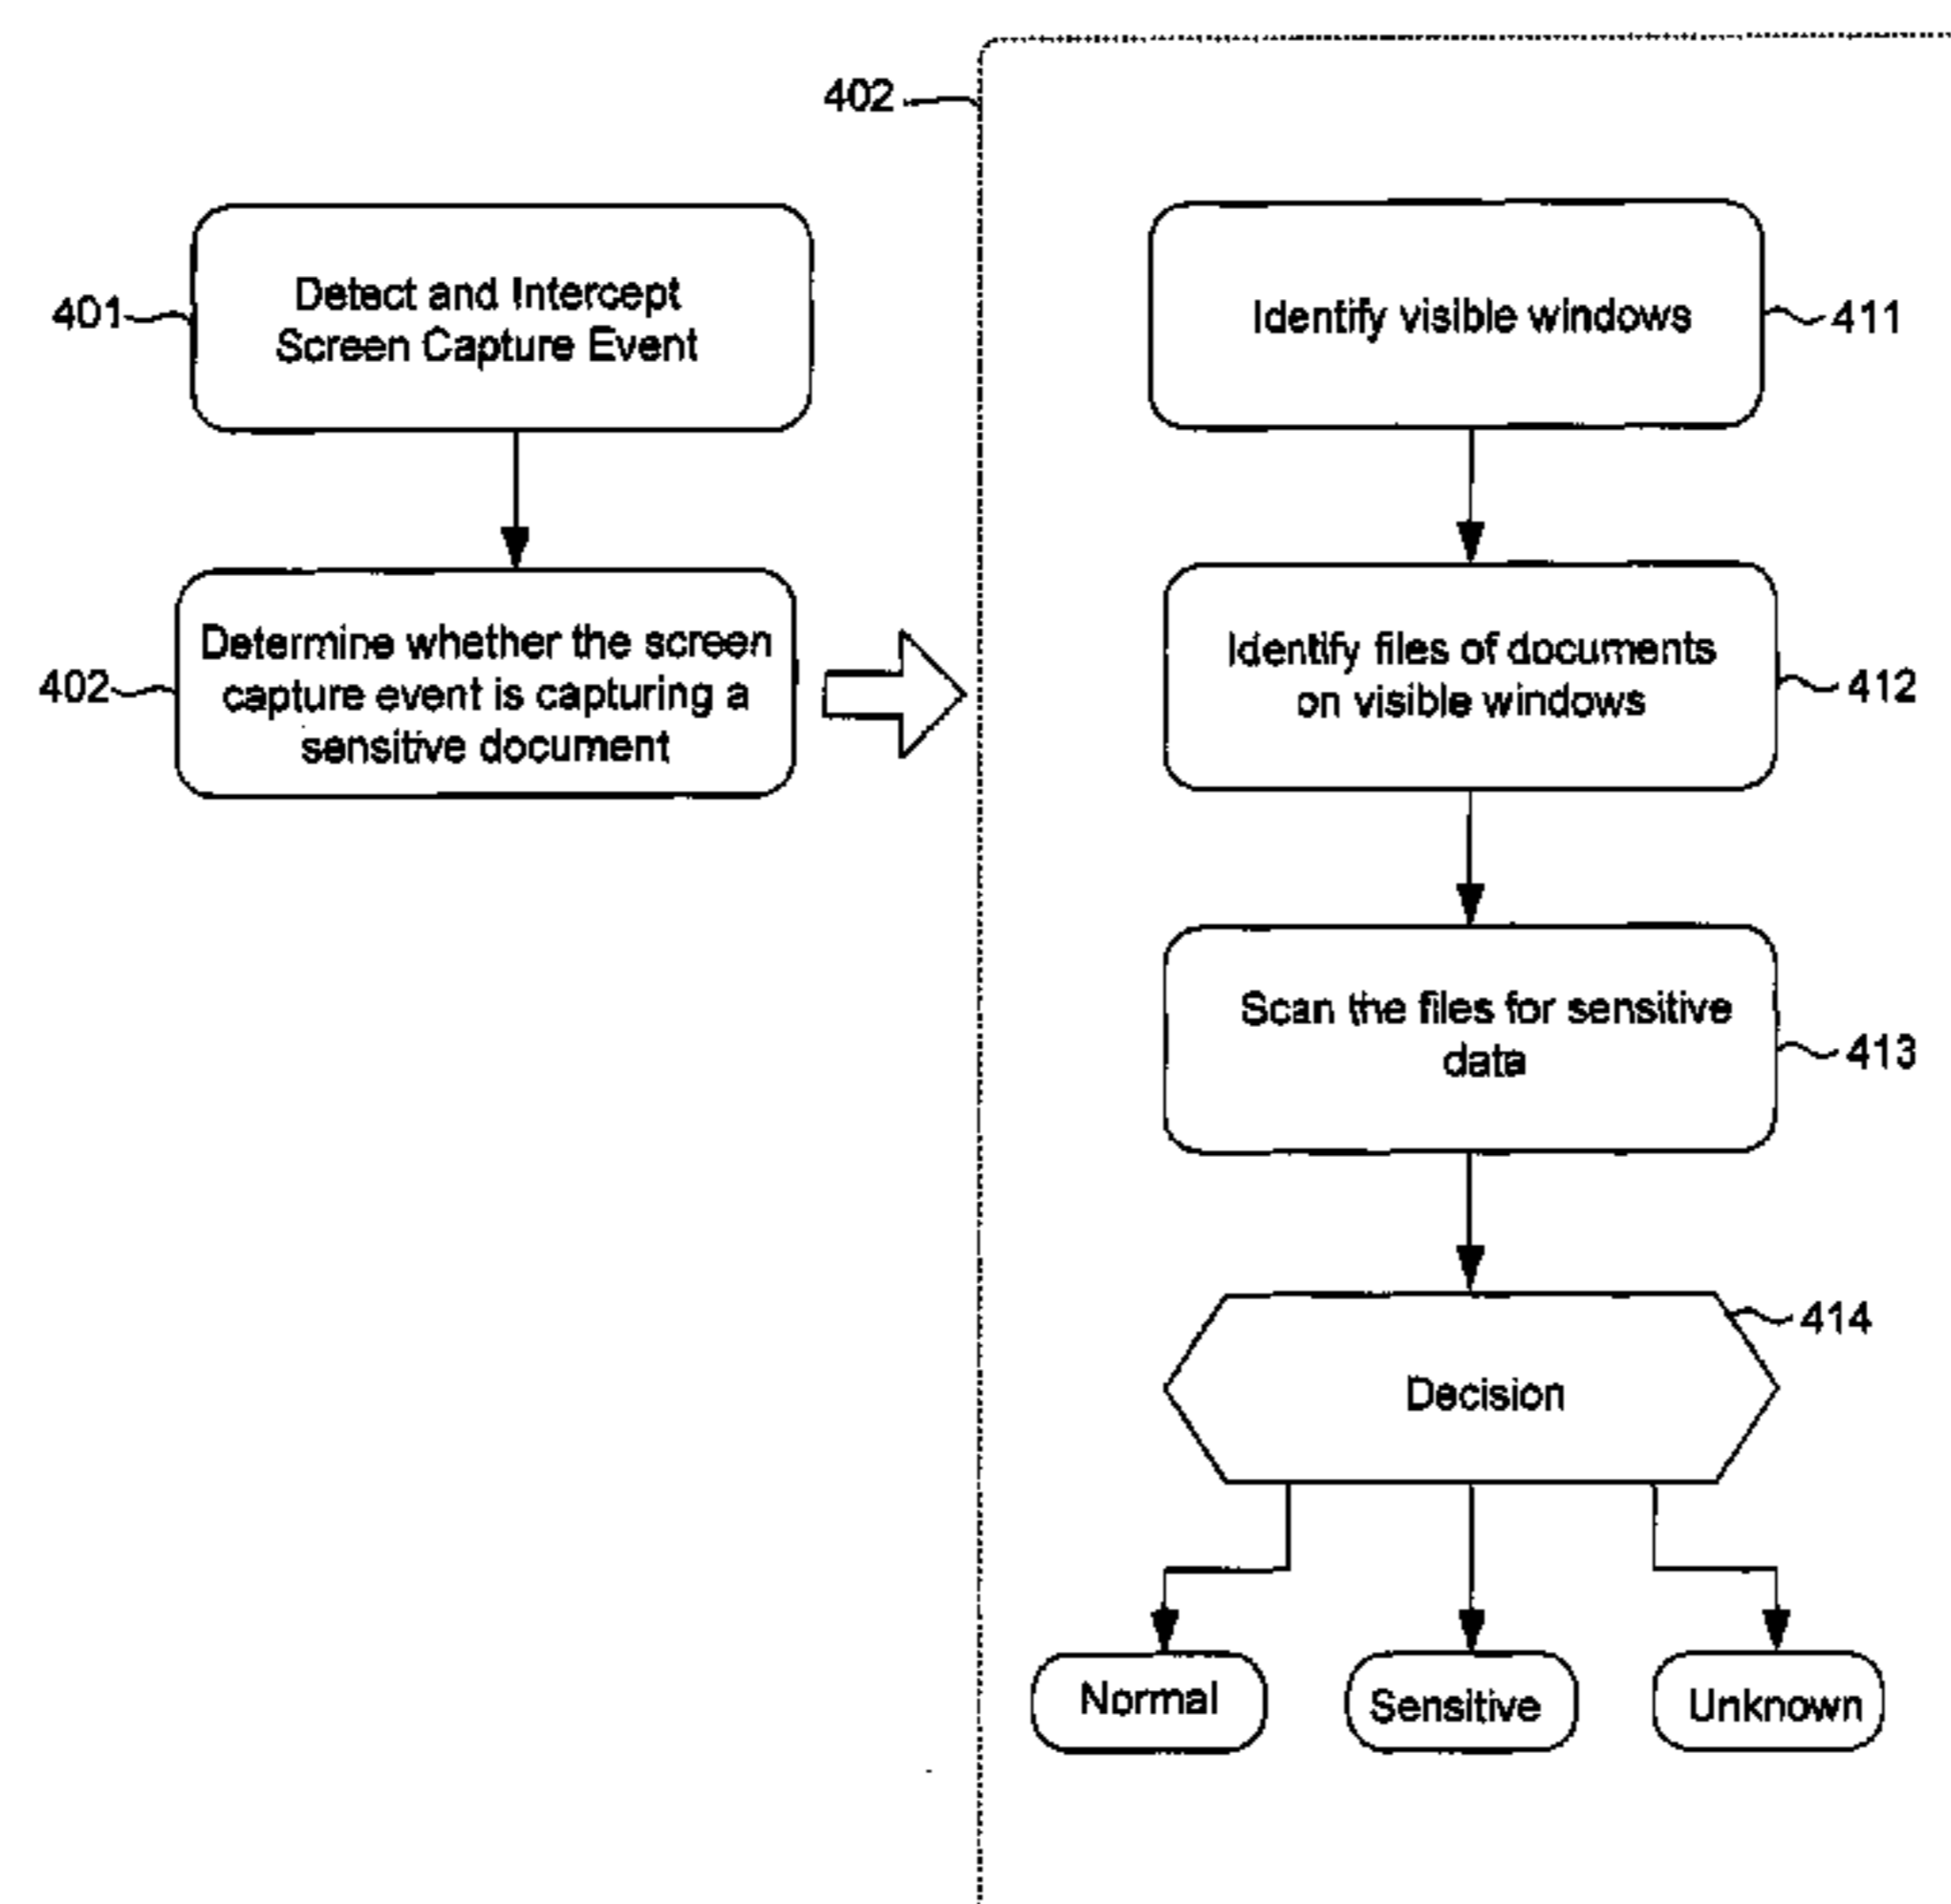 402
401
Detect and Intercept
Screen Capture Event
402
Determine whether the screen
capture event is capturing a
sensitive document
Identify visible windows
411
Identify files of documents
on visible windows
412
Scan the files for sensitive
data
413
414
Decision
Normal
Sensitive
Unknown